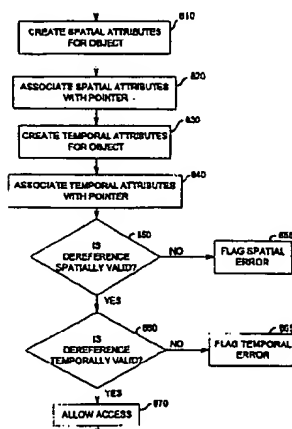 810
CREATE SPATIAL ATTRIBUTES
FOR OBJECT
820
ASSOCIATE SPATIAL ATTRIBUTES
WITH POINTER
830
CREATE TEMPORAL ATTRIBUTES
FOR OBJECT
840
ASSOCIATE TEMPORAL ATTRIBUTES
WITH POINTER
850
IS
DEREFERENCE
SPATIALLY VALID?
NO
855
FLAG SPATIAL
ERROR
YES
860
IS
DEREFERENCE
TEMPORALLY VALID?
NO
865
FLAG TEMPORAL
ERROR
YES
870
ALLOW ACCESS